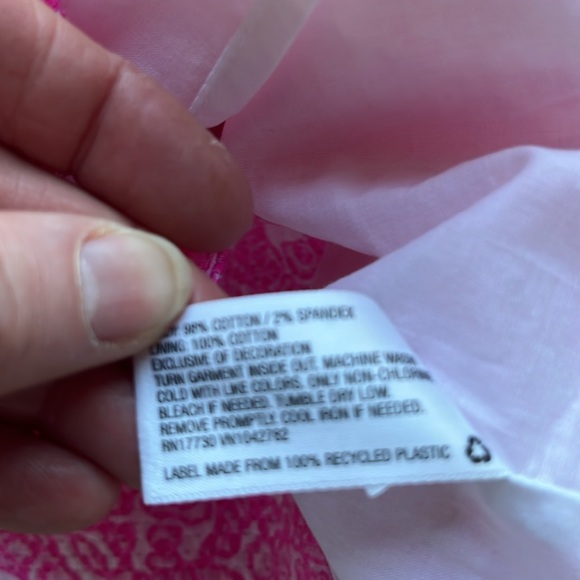 98% COTTON / 2% SPANDEX
LINING: 100% COTTON
EXCLUSIVE OF DECORATION
TURN GARMENT INSIDE OUT. MACHINE WASH
COLD WITH LIKE COLORS. ONLY NON-CHLORINE
BLEACH IF NEEDED. TUMBLE DRY LOW.
REMOVE PROMPTLY. COOL IRON IF NEEDED.
RN17730 VN1042762
LABEL MADE FROM 100% RECYCLED PLASTIC